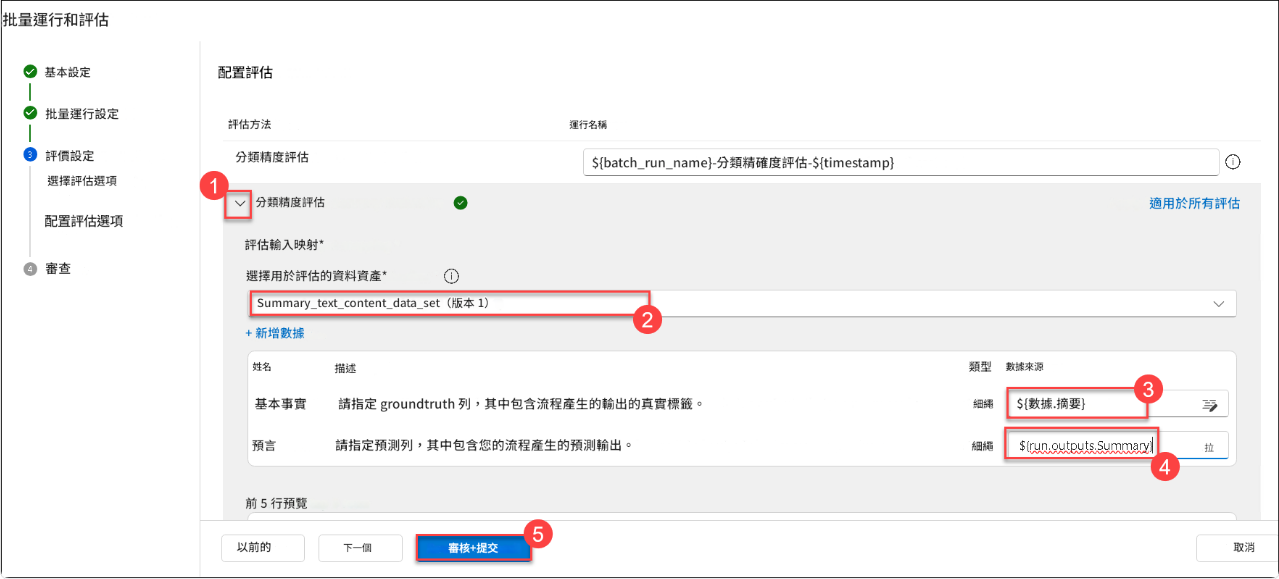 批量運行和評估
基本設定
批量運行設定
3 評價設定
選擇評估選項
配置評估選項
4 審查
配置評估
評估方法 運行名稱
分類精度評估 ${batch_run_name}-分類精確度評估-${timestamp}
1
分類精度評估 適用於所有評估
評估輸入映射*
選擇用於評估的資料資產*
Summary_text_content_data_set（版本 1）
2
+ 新增數據
姓名 描述 類型 數據來源
3
基本事實 請指定 groundtruth 列，其中包含流程產生的輸出的真實標籤。 細繩 ${數據.摘要}
預言 請指定預測列，其中包含您的流程產生的預測輸出。 細繩 ${run.outputs.Summary} 拉
4
前 5 行預覽
5
以前的 下一個 審核+提交 取消